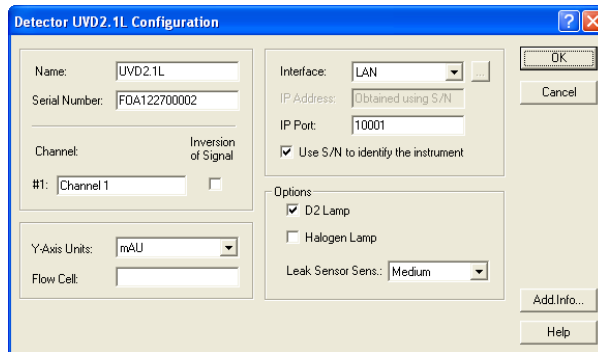 Detector UVD2.1L Configuration
Name: UVD2.1L
Serial Number: FOA122700002
Channel: Inversion of Signal
#1: Channel 1
Y-Axis Units: mAU
Flow Cell:
Interface: LAN ...
IP Address: Obtained using S/N
IP Port: 10001
Use S/N to identify the instrument
Options
D2 Lamp
Halogen Lamp
Leak Sensor Sens.: Medium
OK
Cancel
Add.Info...
Help